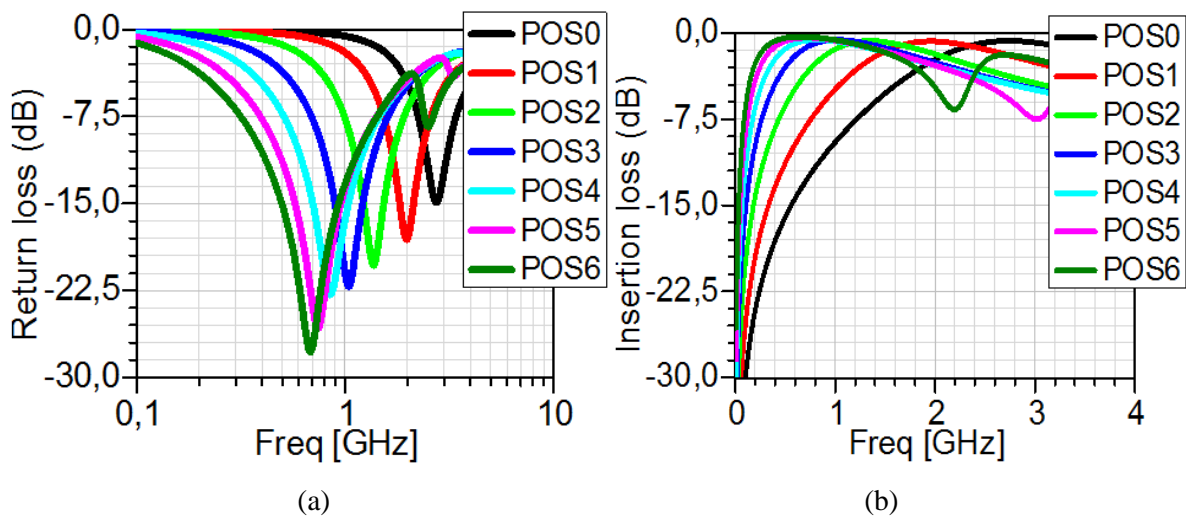 Return loss (dB)
0.0
-7,5
-15,0
-22,5
-30,0
0,1
1
10
Freq [GHz]
POS0
POS1
POS2
POS3
POS4
POS5
POS6
(a)
Insertion loss (dB)
0.0
-7,5
-15,0
-22,5
-30,0
0
1
2
3
4
Freq [GHz]
POS0
POS1
POS2
POS3
POS4
POS5
POS6
(b)